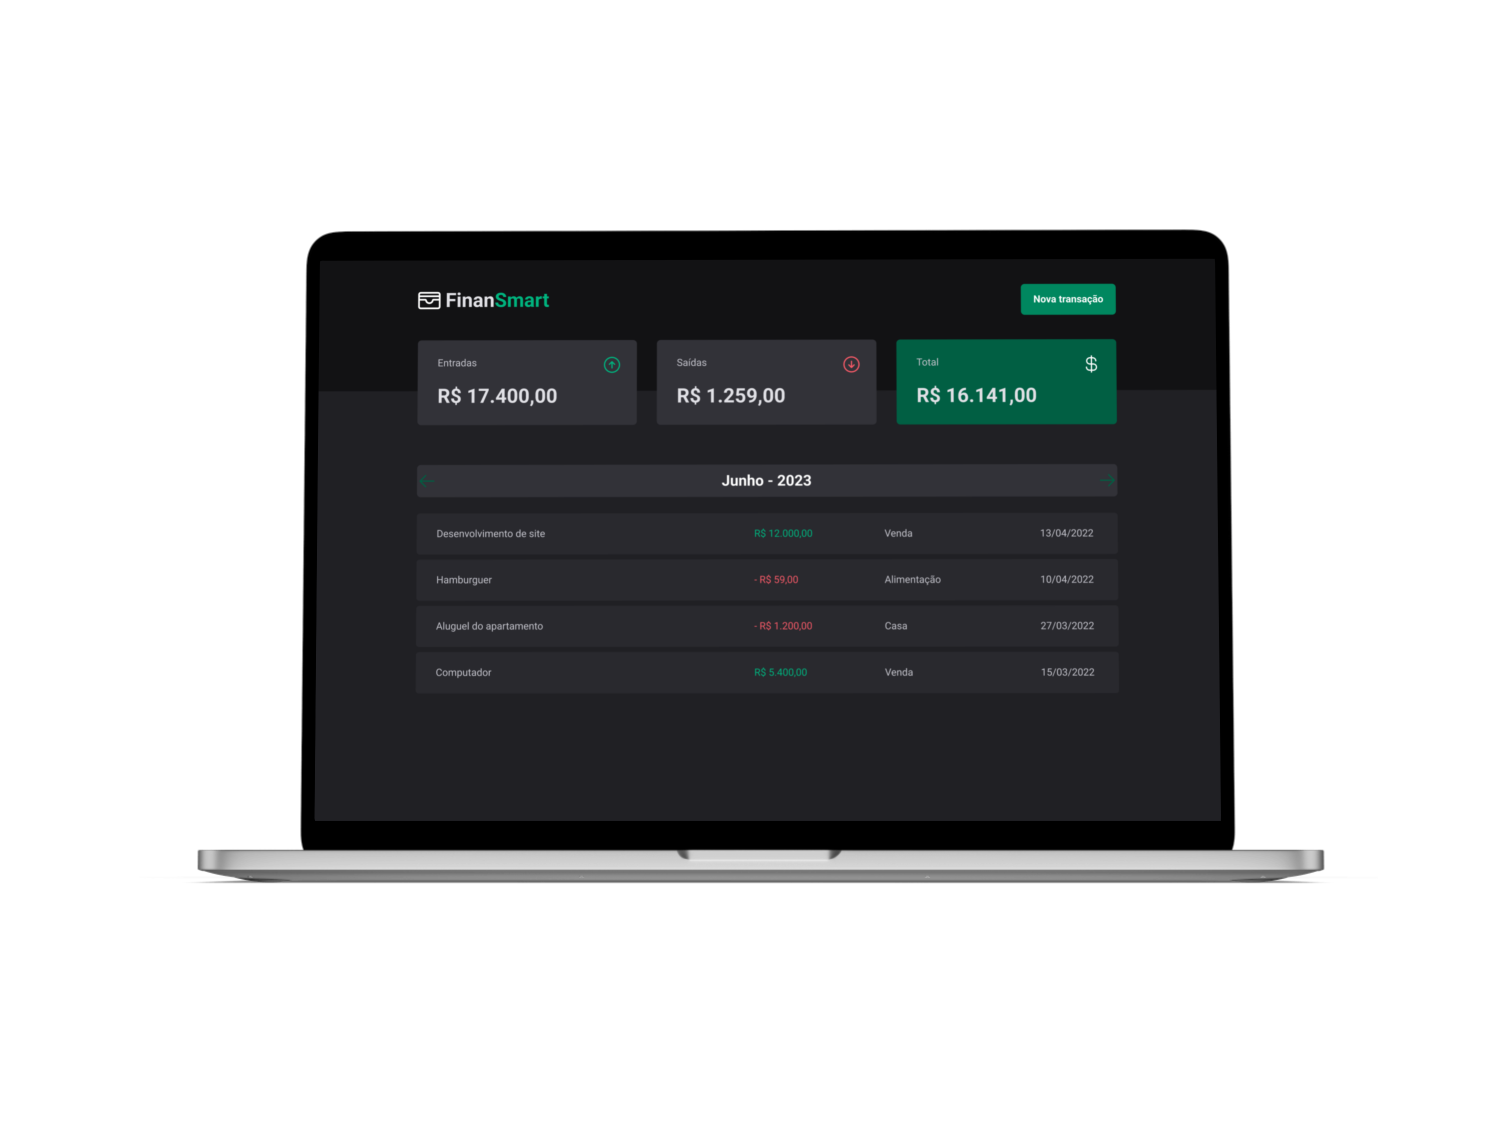 FinanSmart
Nova transação
Entradas
R$ 17.400,00
Saídas
R$ 1.259,00
Total
R$ 16.141,00
Junho - 2023
Desenvolvimento de site R$ 12.000,00 Venda 13/04/2022
Hamburguer - R$ 59,00 Alimentação 10/04/2022
Aluguel do apartamento - R$ 1.200,00 Casa 27/03/2022
Computador R$ 5.400,00 Venda 15/03/2022